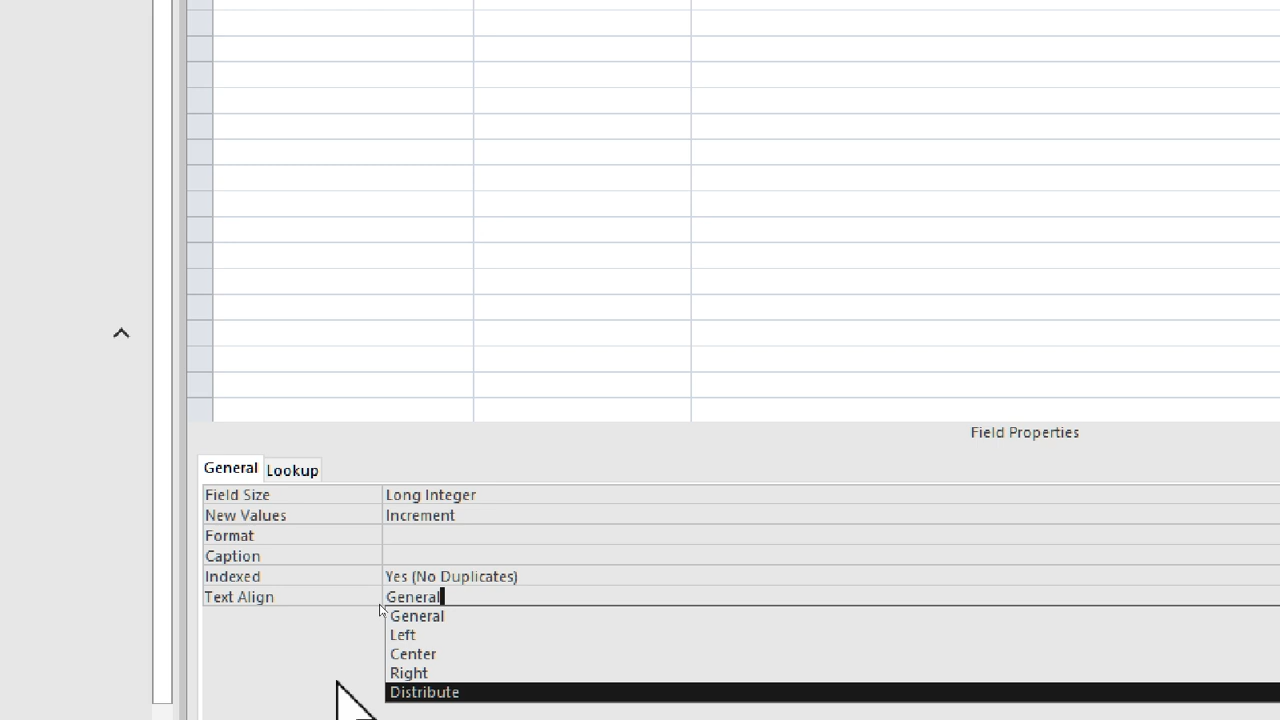 Field Properties
General Lookup
Field Size Long Integer
New Values Increment
Format
Caption
Indexed Yes (No Duplicates)
Text Align General
General
Left
Center
Right
Distribute